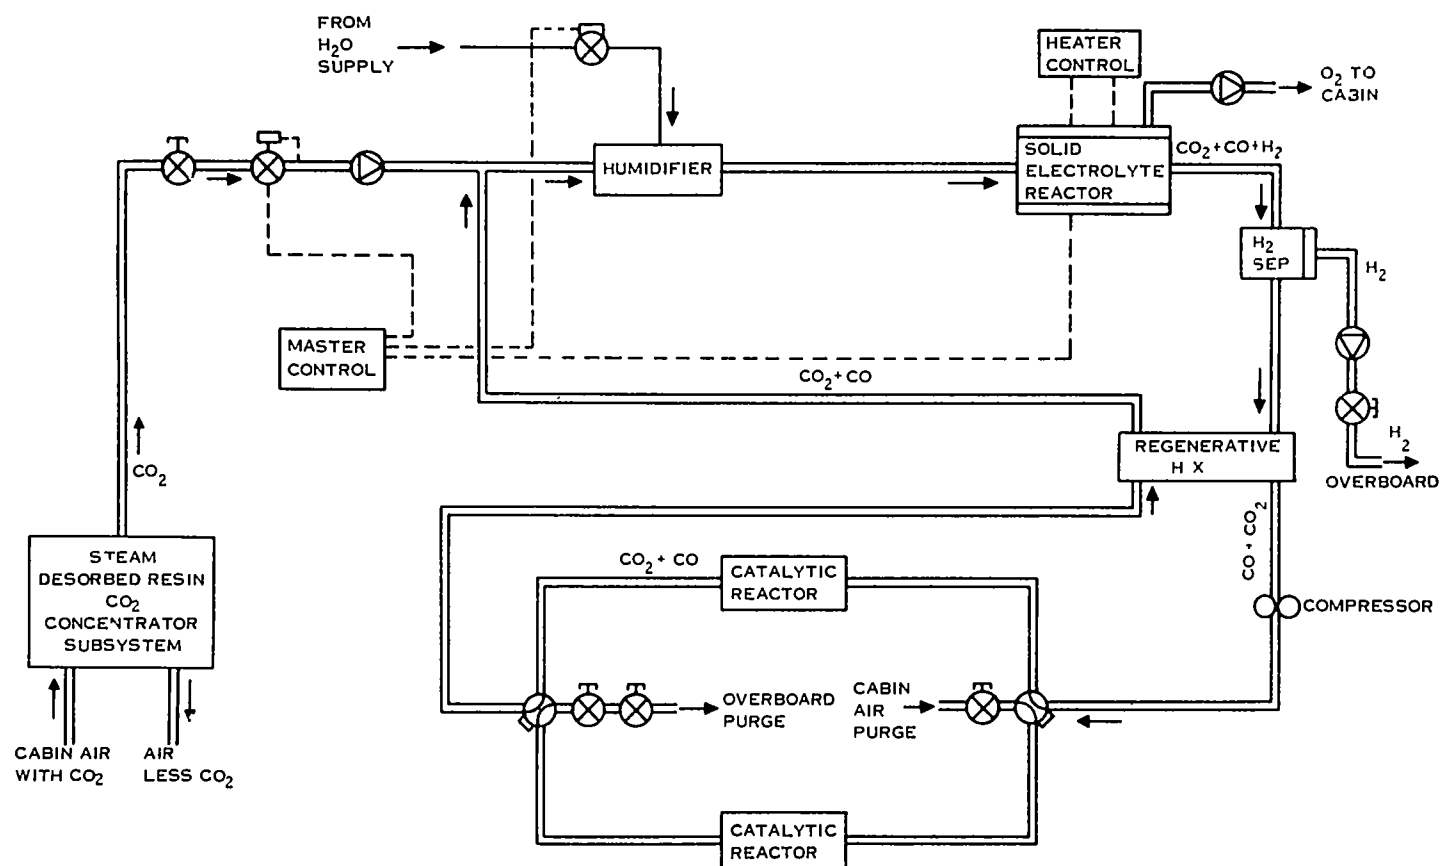 FROM
H₂O
SUPPLY
HEATER
CONTROL
O₂ TO
CABIN
HUMIDIFIER
SOLID
ELECTROLYTE
REACTOR
CO₂+CO+H₂
H₂
SEP
H₂
MASTER
CONTROL
CO₂+ CO
REGENERATIVE
H X
H₂
OVERBOARD
CO₂
STEAM
DESORBED RESIN
CO₂
CONCENTRATOR
SUBSYSTEM
CO₂+ CO
CATALYTIC
REACTOR
CO + CO₂
COMPRESSOR
OVERBOARD
PURGE
CABIN
AIR
PURGE
CABIN AIR
WITH CO₂
AIR
LESS CO₂
CATALYTIC
REACTOR